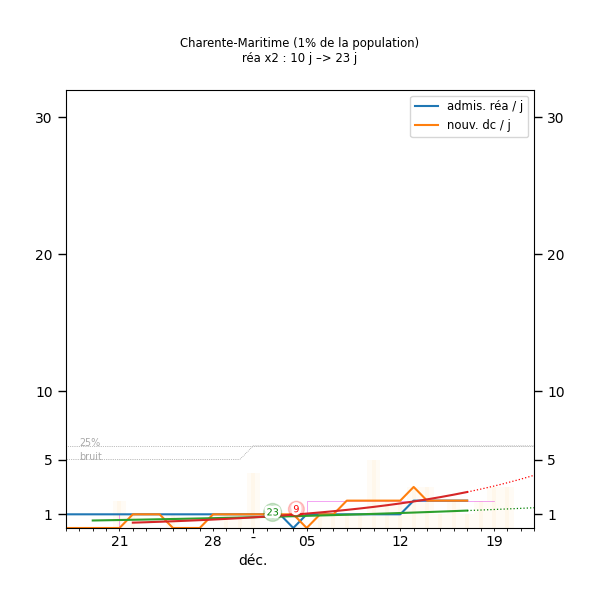 Charente-Maritime (1% de la population)
réa x2 : 10 j –> 23 j
admis. réa / j
nouv. dc / j
30 30
20 20
10 10
25%
bruit
5 5
23 9
1 1
21 28 - 05 12 19
déc.